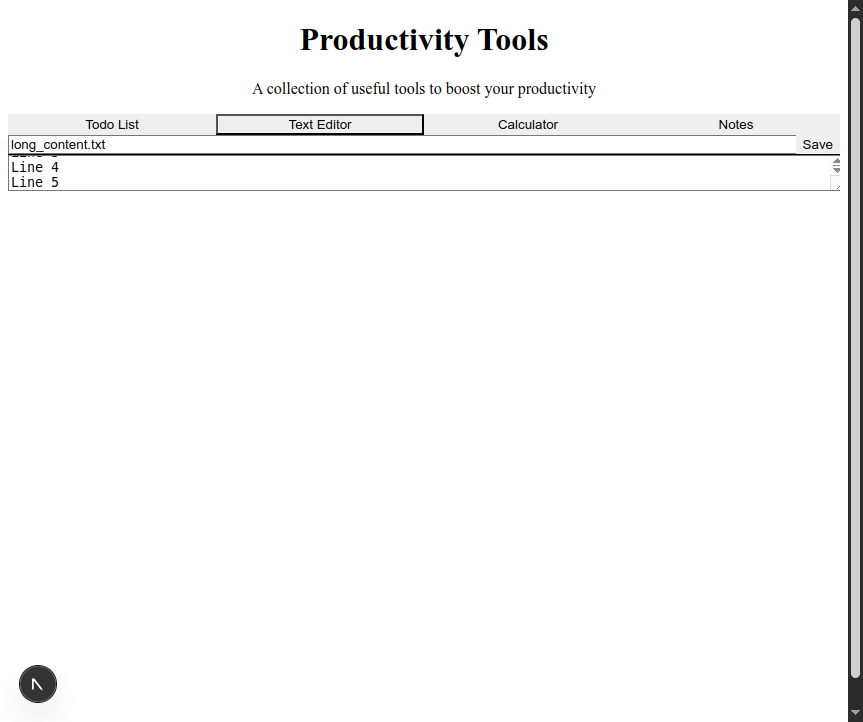 Productivity Tools
A collection of useful tools to boost your productivity
Todo List Text Editor Calculator Notes
long_content.txt Save
Line 4
Line 5